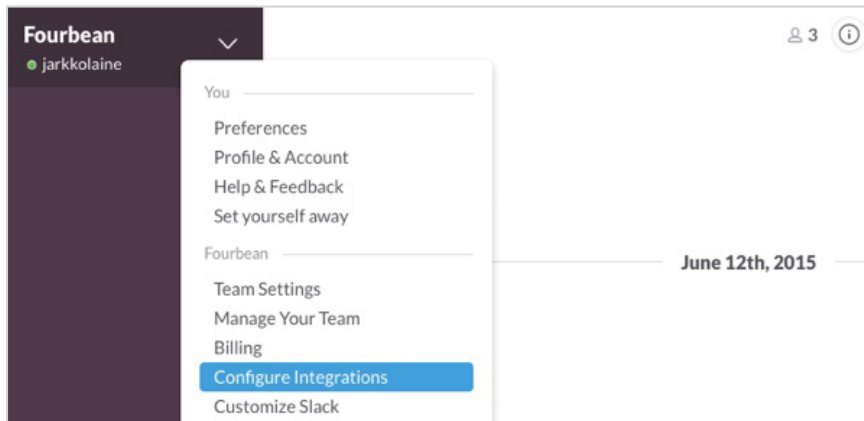 Fourbean
jarkkolaine
3
You
Preferences
Profile & Account
Help & Feedback
Set yourself away
Fourbean
June 12th, 2015
Team Settings
Manage Your Team
Billing
Configure Integrations
Customize Slack